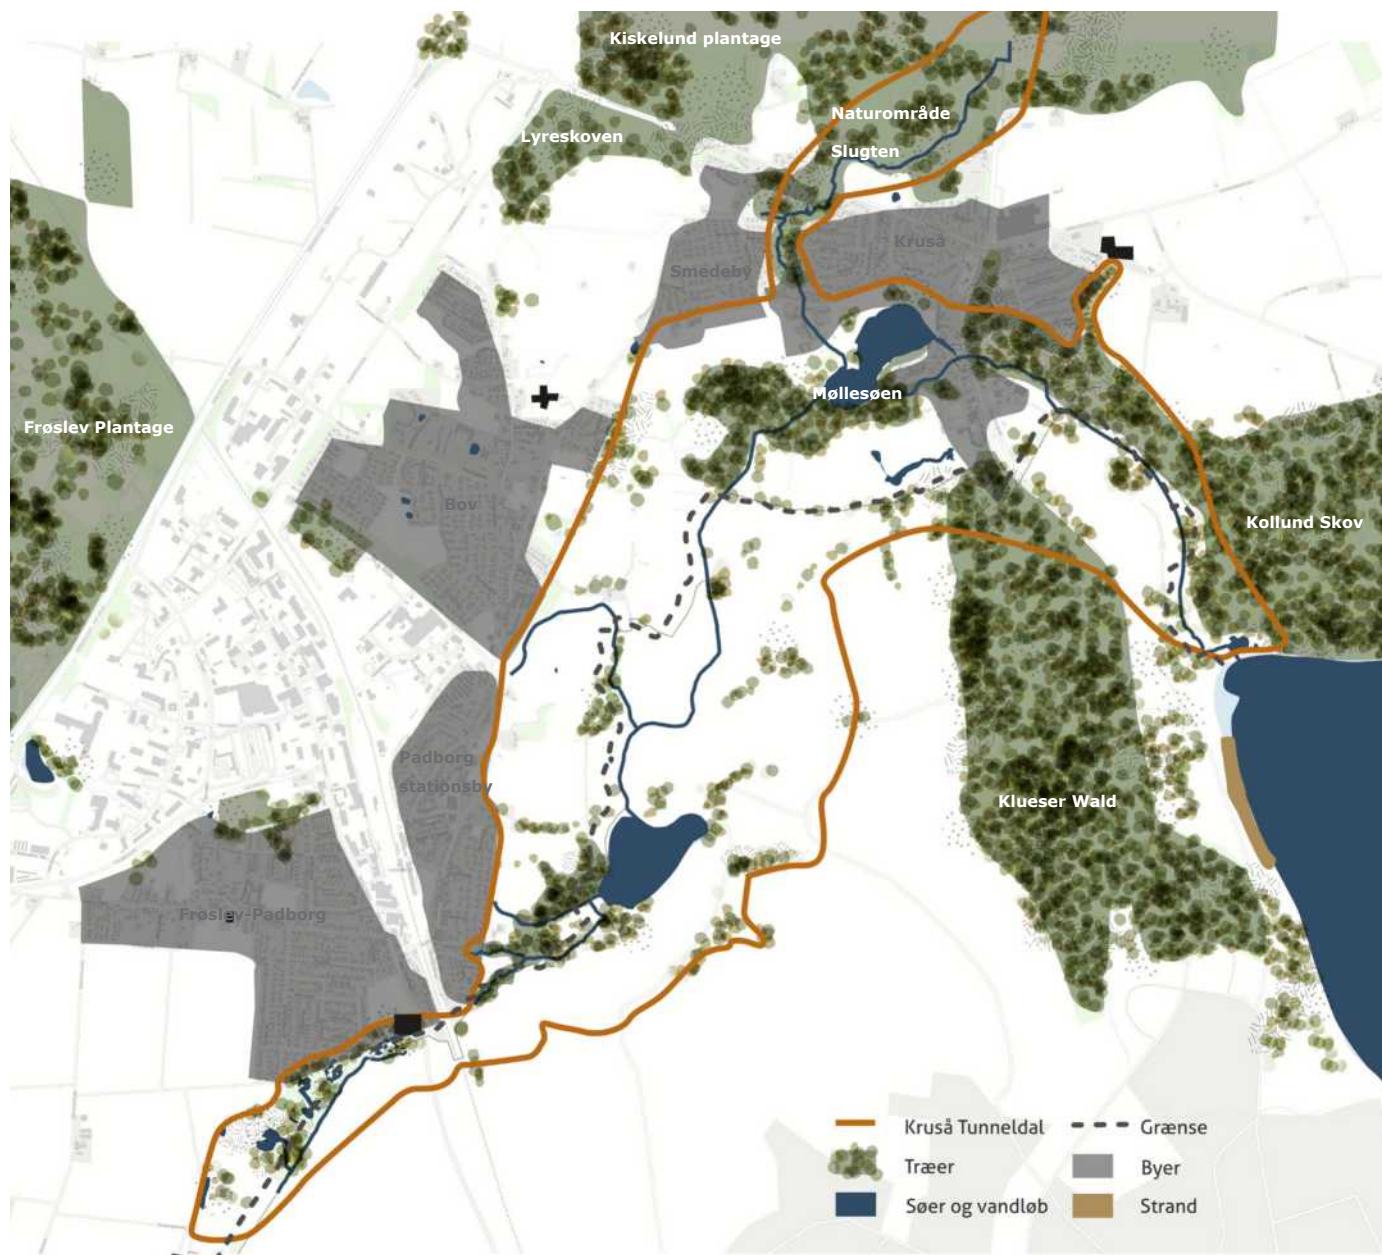 Kiskelund plantage
Naturområde
Lyreskoven
Slugten
Kruså
Smedeby
Møllesøen
Frøslev Plantage
Bov
Kollund Skov
Padborg
stationsby
Klueser Wald
Frøslev-Padborg
Kruså Tunneldal
Grænse
Træer
Byer
Søer og vandløb
Strand